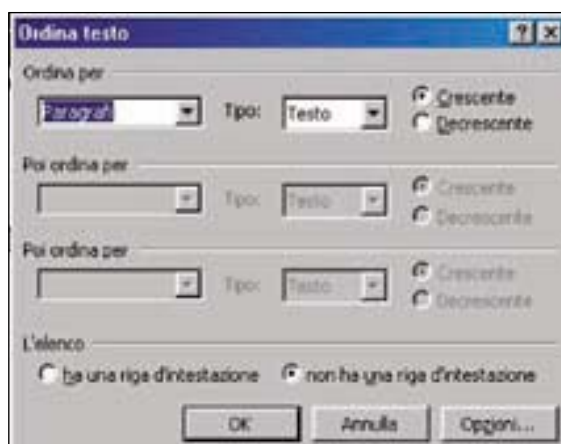 Ordina testo
Ordina per
Paragrafi Tipo: Testo Crescente
Decrescente
Poi ordina per
Tipo: Testo Crescente
Decrescente
Poi ordina per
Tipo: Testo Crescente
Decrescente
L'elenco
ha una riga d'intestazione non ha una riga d'intestazione
OK Annulla Opzioni...